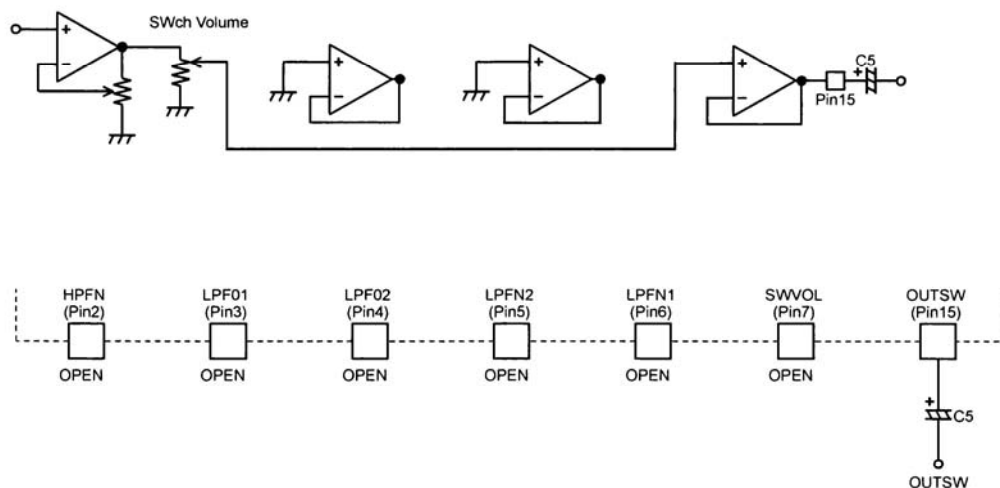 SWch Volume
+
−
+
−
+
−
+
−
Pin15
+
C5
HPFN
(Pin2)
OPEN
LPF01
(Pin3)
OPEN
LPF02
(Pin4)
OPEN
LPFN2
(Pin5)
OPEN
LPFN1
(Pin6)
OPEN
SWVOL
(Pin7)
OPEN
OUTSW
(Pin15)
+
C5
OUTSW